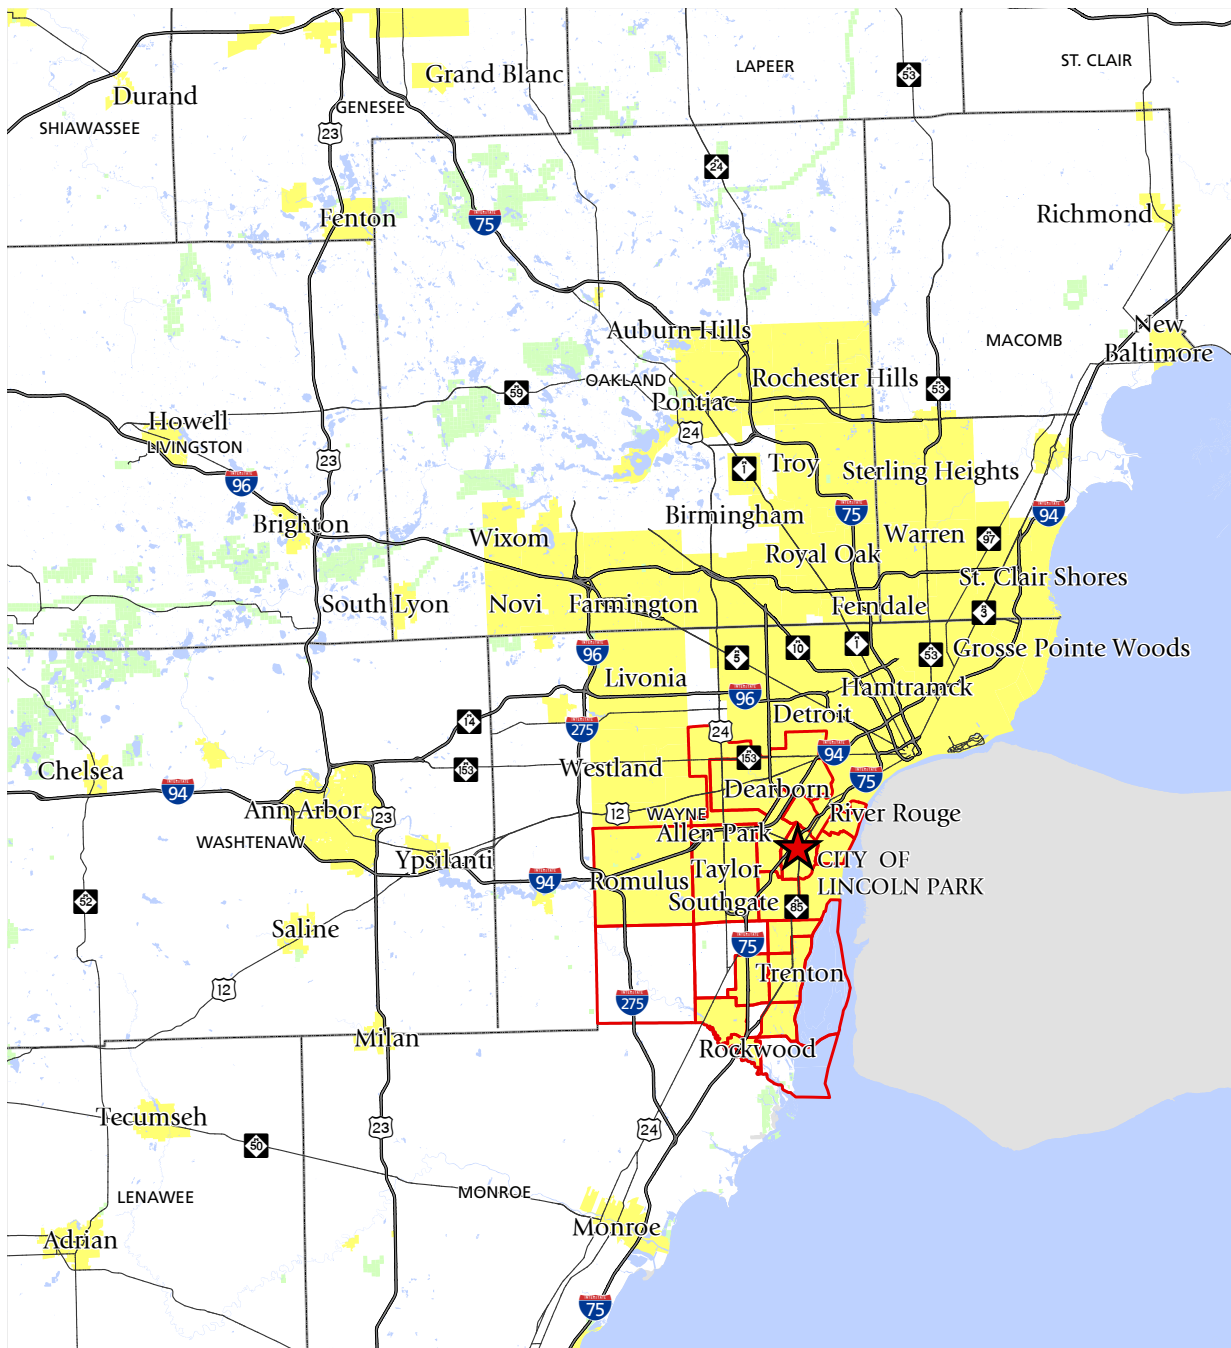 53
LAPEER
ST. CLAIR
Grand Blanc
Durand
GENESEE
SHIAWASSEE
23
24
Richmond
Fenton
75
New
Baltimore
Auburn Hills
MACOMB
OAKLAND
Rochester Hills
53
59
Pontiac
Howell
LIVINGSTON
24
23
1
Troy
Sterling Heights
96
75
94
Brighton
Wixom
Birmingham
Warren
97
Royal Oak
St. Clair Shores
South Lyon
Novi
Farmington
Ferndale
3
96
5
10
1
53
Grosse Pointe Woods
Livonia
96
Hamtramck
14
275
Detroit
24
153
153
94
75
Chelsea
Westland
94
Ann Arbor
23
12
WAYNE
Dearborn
River Rouge
WASHTENAW
Allen Park
Ypsilanti
CITY OF
LINCOLN PARK
Taylor
94
Romulus
52
Southgate
85
Saline
75
Trenton
12
275
Milan
Rockwood
Tecumseh
50
23
24
LENAWEE
MONROE
Adrian
Monroe
75